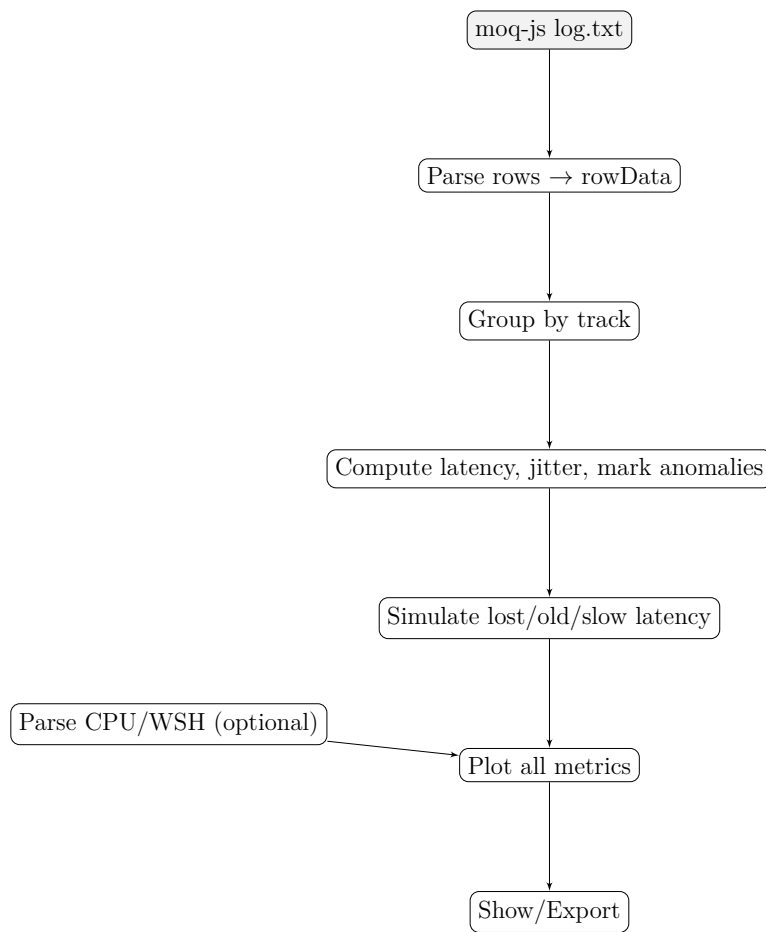 moq-js log.txt
Parse rows → rowData
Group by track
Compute latency, jitter, mark anomalies
Simulate lost/old/slow latency
Parse CPU/WSH (optional)
Plot all metrics
Show/Export